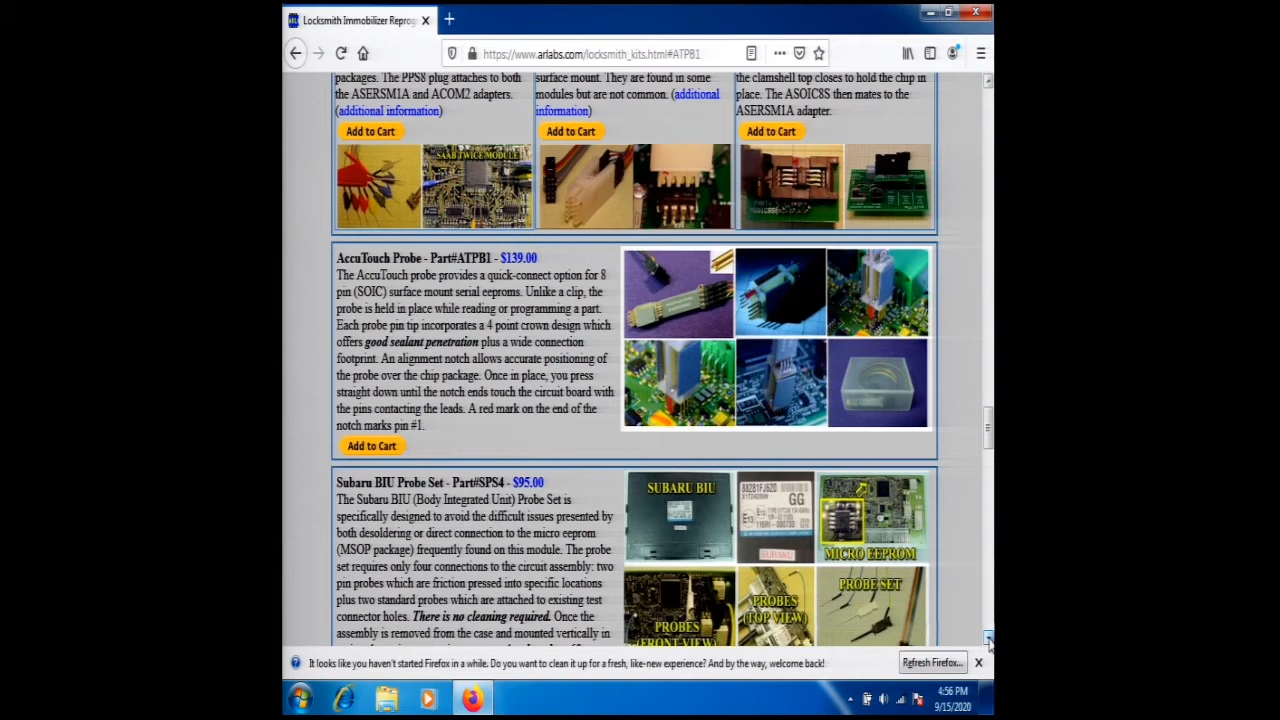 Locksmith Immobilizer Reprog
https://www.arlabs.com/locksmith_kits.html#ATPB1
packages. The PPS8 plug attaches to both
the ASERSM1A and ACOM2 adapters.
(additional information)
Add to Cart
surface mount. They are found in some
modules but are not common. (additional
information)
Add to Cart
the clamshell top closes to hold the chip in
place. The ASOIC8S then mates to the
ASERSM1A adapter.
Add to Cart
SAAB TWICE MODULE
AccuTouch Probe - Part#ATPB1 - $139.00
The AccuTouch probe provides a quick-connect option for 8
pin (SOIC) surface mount serial eeproms. Unlike a clip, the
probe is held in place while reading or programming a part.
Each probe pin tip incorporates a 4 point crown design which
offers good sealant penetration plus a wide connection
footprint. An alignment notch allows accurate positioning of
the probe over the chip package. Once in place, you press
straight down until the notch ends touch the circuit board with
the pins contacting the leads. A red mark on the end of the
notch marks pin #1.
Add to Cart
Subaru BIU Probe Set - Part#SPS4 - $95.00
The Subaru BIU (Body Integrated Unit) Probe Set is
specifically designed to avoid the difficult issues presented by
both desoldering or direct connection to the micro eeprom
(MSOP package) frequently found on this module. The probe
set requires only four connections to the circuit assembly: two
pin probes which are friction pressed into specific locations
plus two standard probes which are attached to existing test
connector holes. There is no cleaning required. Once the
assembly is removed from the case and mounted vertically in
SUBARU BIU
88281FJ620
GG
SUBARU
MICRO EEPROM
PROBES
(FRONT VIEW)
PROBES
(TOP VIEW)
PROBE SET
It looks like you haven't started Firefox in a while. Do you want to clean it up for a fresh, like-new experience? And by the way, welcome back!
Refresh Firefox...
4:56 PM
9/15/2020